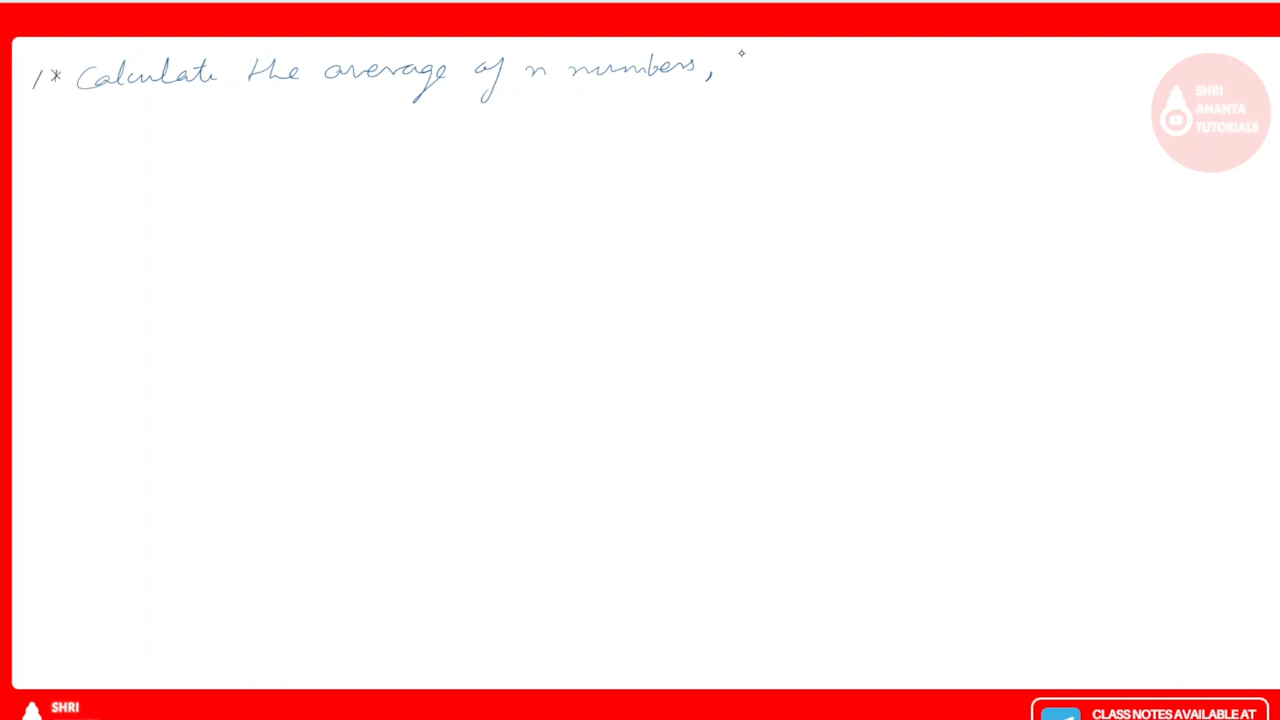 /* Calculate the average of n numbers,
SHRI
ANANTA
TUTORIALS
SHRI
CLASS NOTES AVAILABLE AT